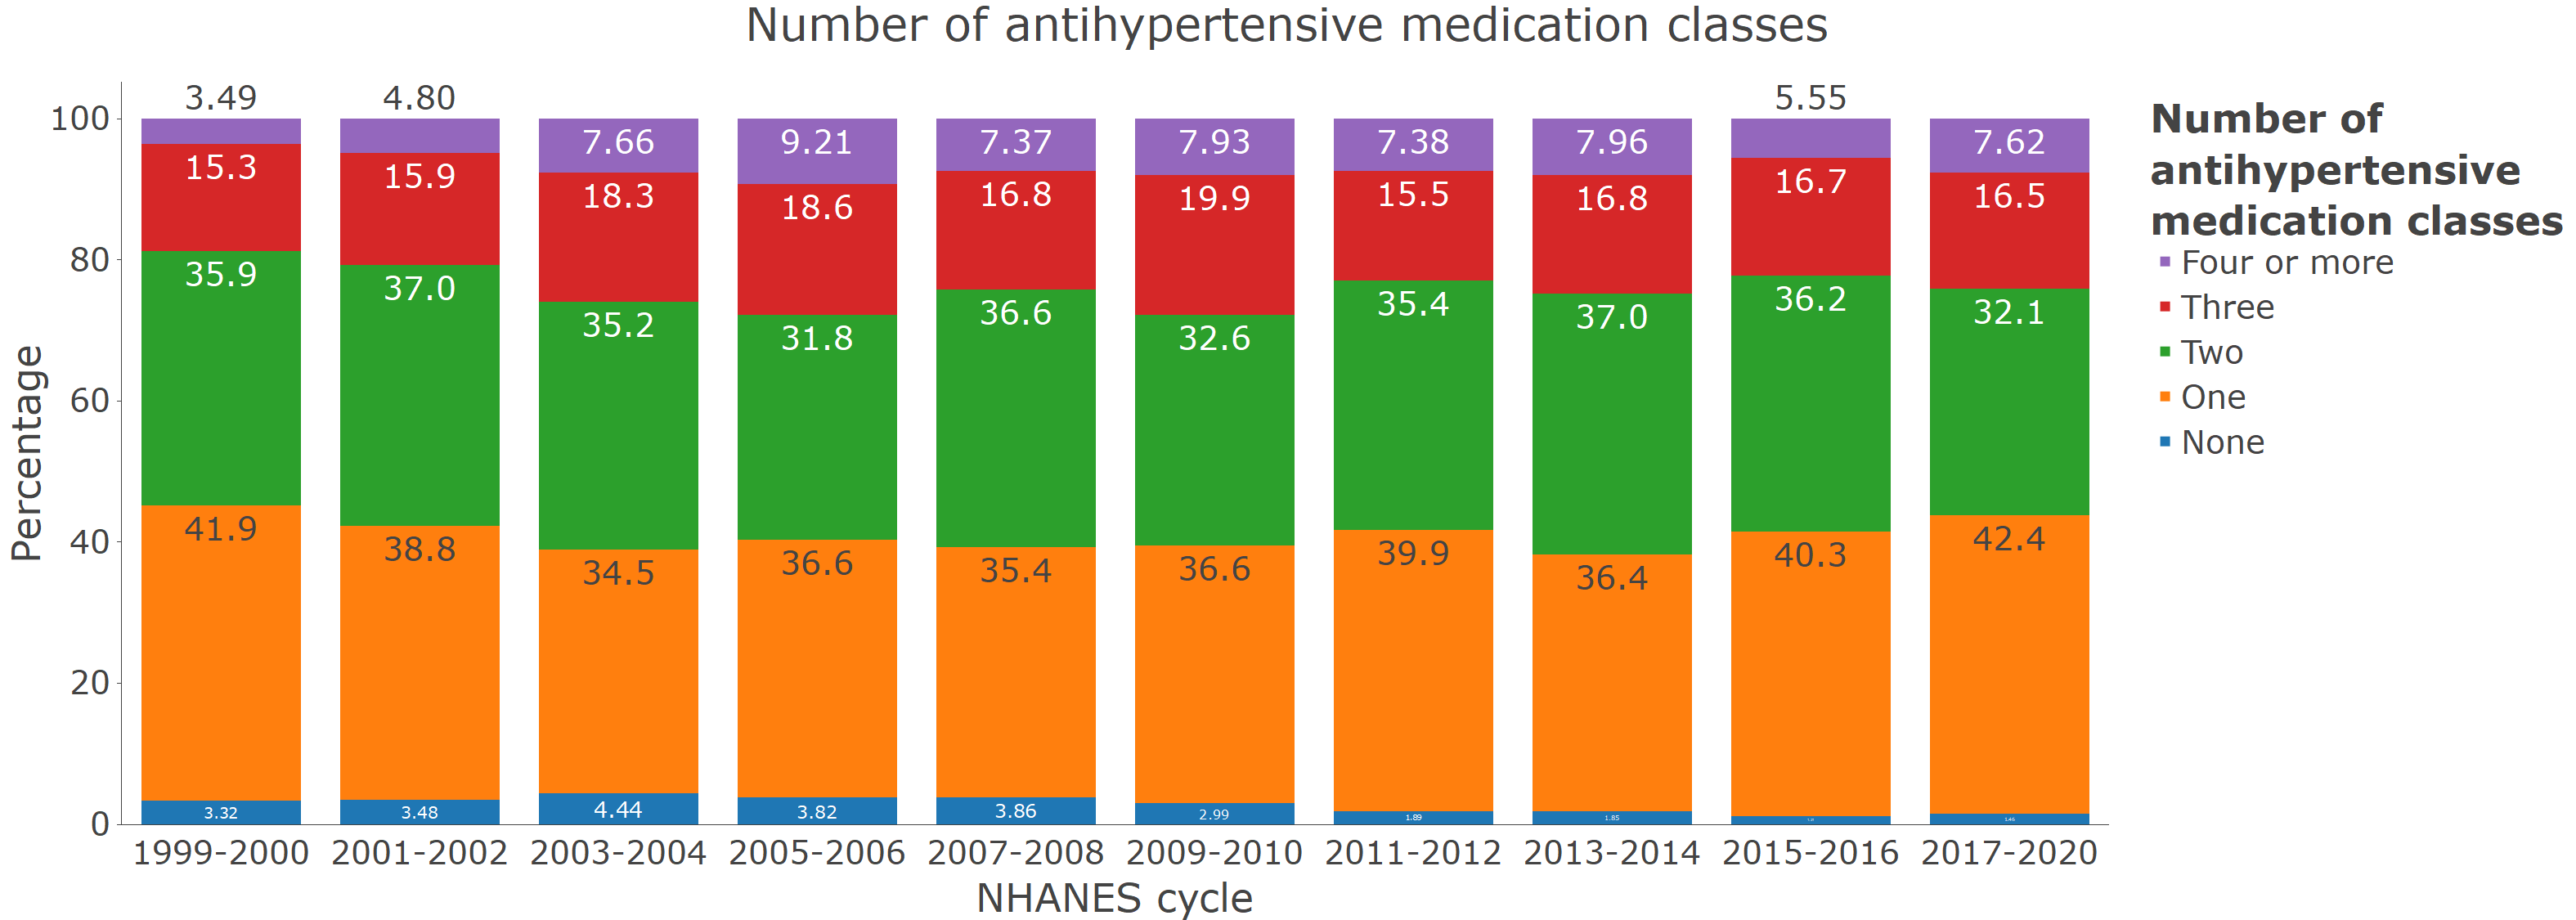 Number of antihypertensive medication classes
3.49 4.80 5.55
100
7.66 9.21 7.37 7.93 7.38 7.96 7.62
15.3 15.9 18.3 18.6 16.8 19.9 15.5 16.8 16.7 16.5
80
35.9 37.0 35.2 31.8 36.6 32.6 35.4 37.0 36.2 32.1
60
40
41.9 38.8 34.5 36.6 35.4 36.6 39.9 36.4 40.3 42.4
20
0
3.32 3.48 4.44 3.82 3.86 2.99 1.89 1.85
Percentage
1999-2000 2001-2002 2003-2004 2005-2006 2007-2008 2009-2010 2011-2012 2013-2014 2015-2016 2017-2020
NHANES cycle
Number of
antihypertensive
medication classes
Four or more
Three
Two
One
None